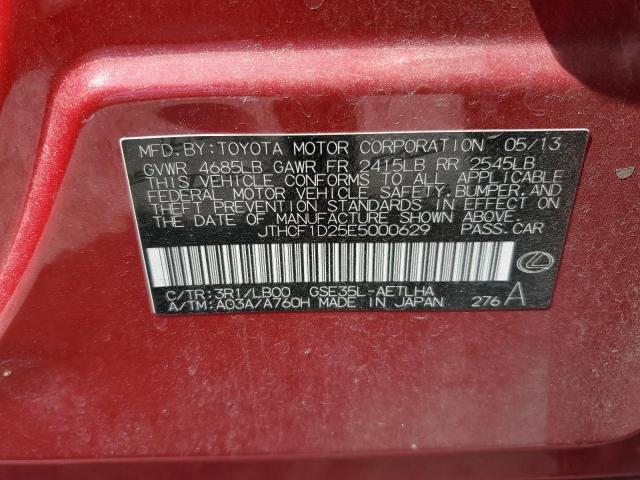 MFD. BY: TOYOTA MOTOR CORPORATION 05/13
GVWR 4685LB GAWR FR 2415LB RR 2545LB
THIS VEHICLE CONFORMS TO ALL APPLICABLE
FEDERAL MOTOR VEHICLE SAFETY, BUMPER, AND
THEFT PREVENTION STANDARDS IN EFFECT ON
THE DATE OF MANUFACTURE SHOWN ABOVE.
JTHCF1D25E5000629 PASS. CAR
C/TR: 3R1/LB00 GSE35L-AETLHA
A/TM: A03A/A760H MADE IN JAPAN 276 A